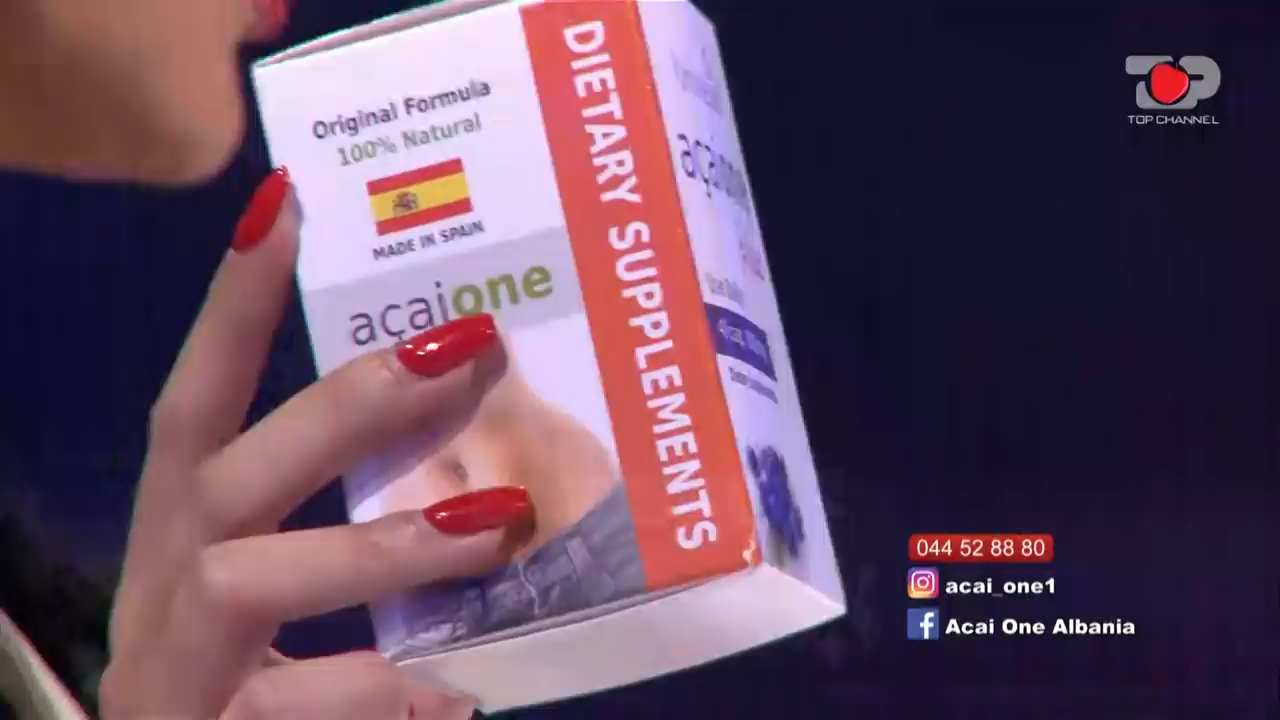 Original Formula
100% Natural
MADE IN SPAIN
açaione
DIETARY SUPPLEMENTS
TOP CHANNEL
044 52 88 80
acai_one1
Acai One Albania